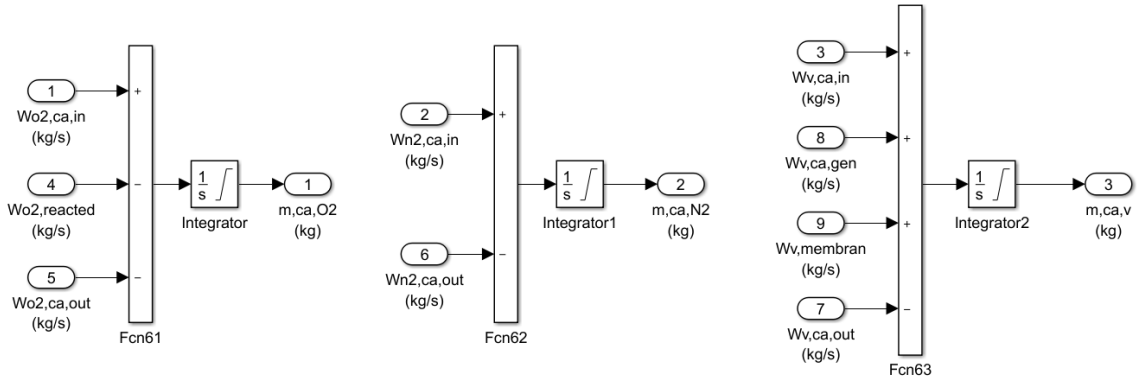 1
+
Wo2,ca,in
(kg/s)
4
−
Wo2,reacted
(kg/s)
5
−
Wo2,ca,out
(kg/s)
Fcn61
1
s
Integrator
1
m,ca,O2
(kg)
2
+
Wn2,ca,in
(kg/s)
6
−
Wn2,ca,out
(kg/s)
Fcn62
1
s
Integrator1
2
m,ca,N2
(kg)
3
+
Wv,ca,in
(kg/s)
8
+
Wv,ca,gen
(kg/s)
9
+
Wv,membran
(kg/s)
7
−
Wv,ca,out
(kg/s)
Fcn63
1
s
Integrator2
3
m,ca,v
(kg)